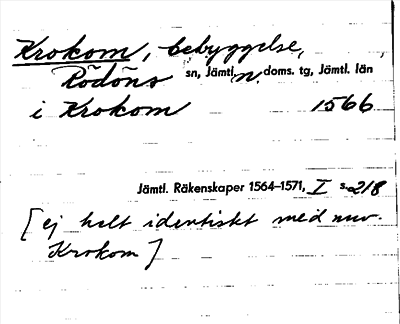 Krokom, bebyggelse,
Rödöns sn, Jämtl. n. doms. tg, Jämtl. län
i Krokom 1566
Jämtl. Räkenskaper 1564–1571, I s. 218
[ej helt identiskt med nuv.
Krokom]